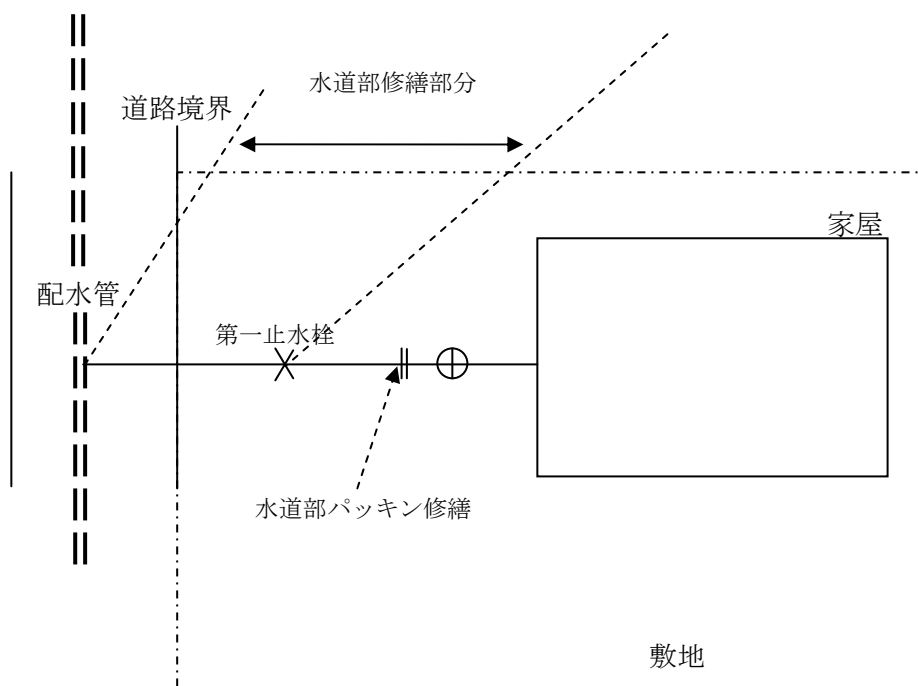 水道部修繕部分
道路境界
家屋
配水管
第一止水栓
水道部パッキン修繕
敷地